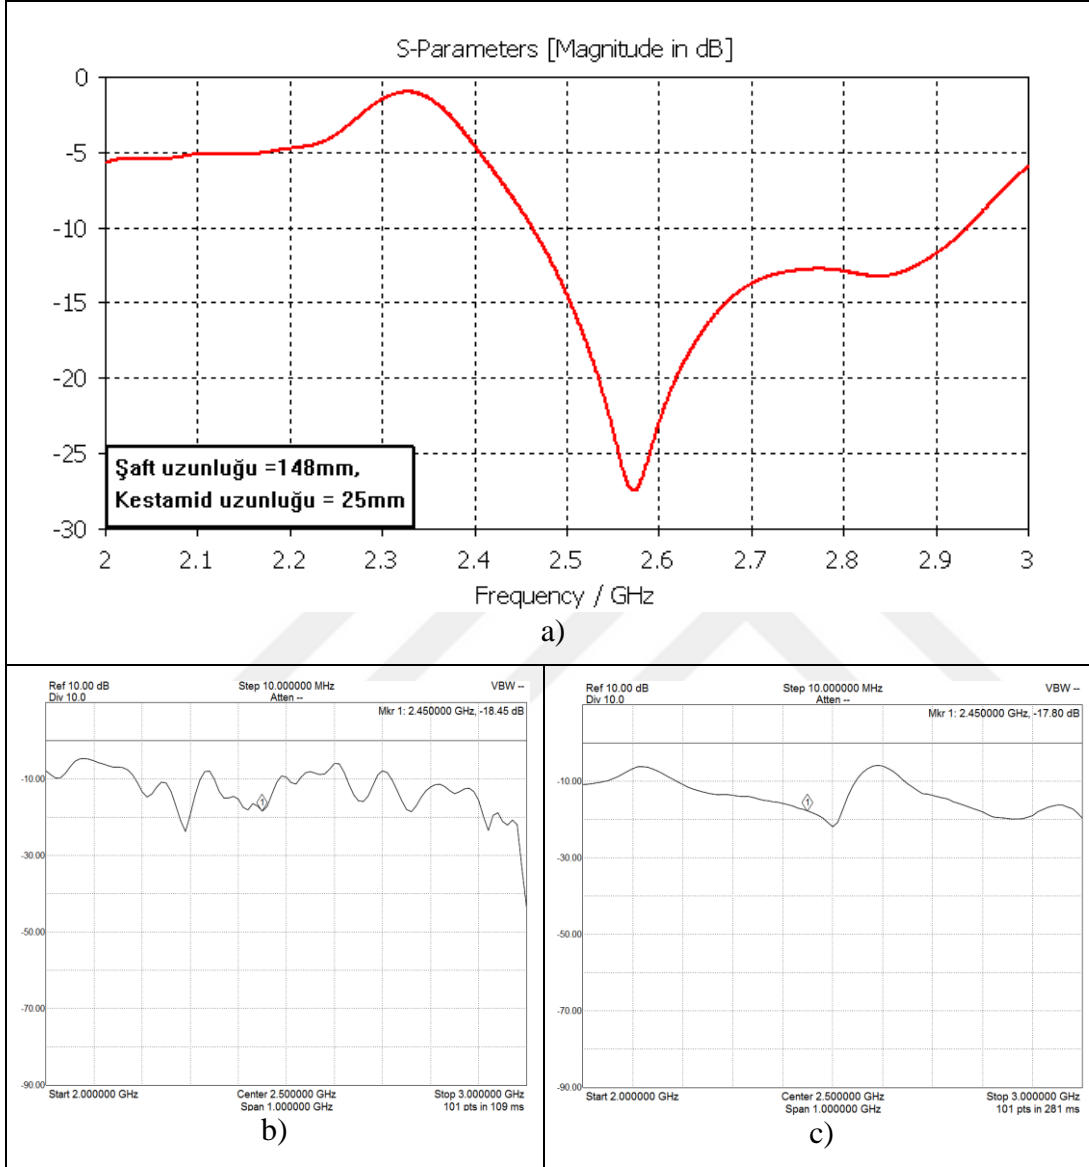 S-Parameters [Magnitude in dB]
0
-5
-10
-15
-20
-25
-30
Şaft uzunluğu =148mm,
Kestamid uzunluğu = 25mm
2 2.1 2.2 2.3 2.4 2.5 2.6 2.7 2.8 2.9 3
Frequency / GHz
a)
Ref 10.00 dB Step 10.000000 MHz VBW --
Div 10.0 Atten --
Mkr 1: 2.450000 GHz, -18.45 dB
1
-10.00
-30.00
-50.00
-70.00
-90.00
Start 2.000000 GHz Center 2.500000 GHz Stop 3.000000 GHz
Span 1.000000 GHz 101 pts in 109 ms
b)
Ref 10.00 dB Step 10.000000 MHz VBW --
Div 10.0 Atten --
Mkr 1: 2.450000 GHz, -17.80 dB
1
-10.00
-30.00
-50.00
-70.00
-90.00
Start 2.000000 GHz Center 2.500000 GHz Stop 3.000000 GHz
Span 1.000000 GHz 101 pts in 281 ms
c)